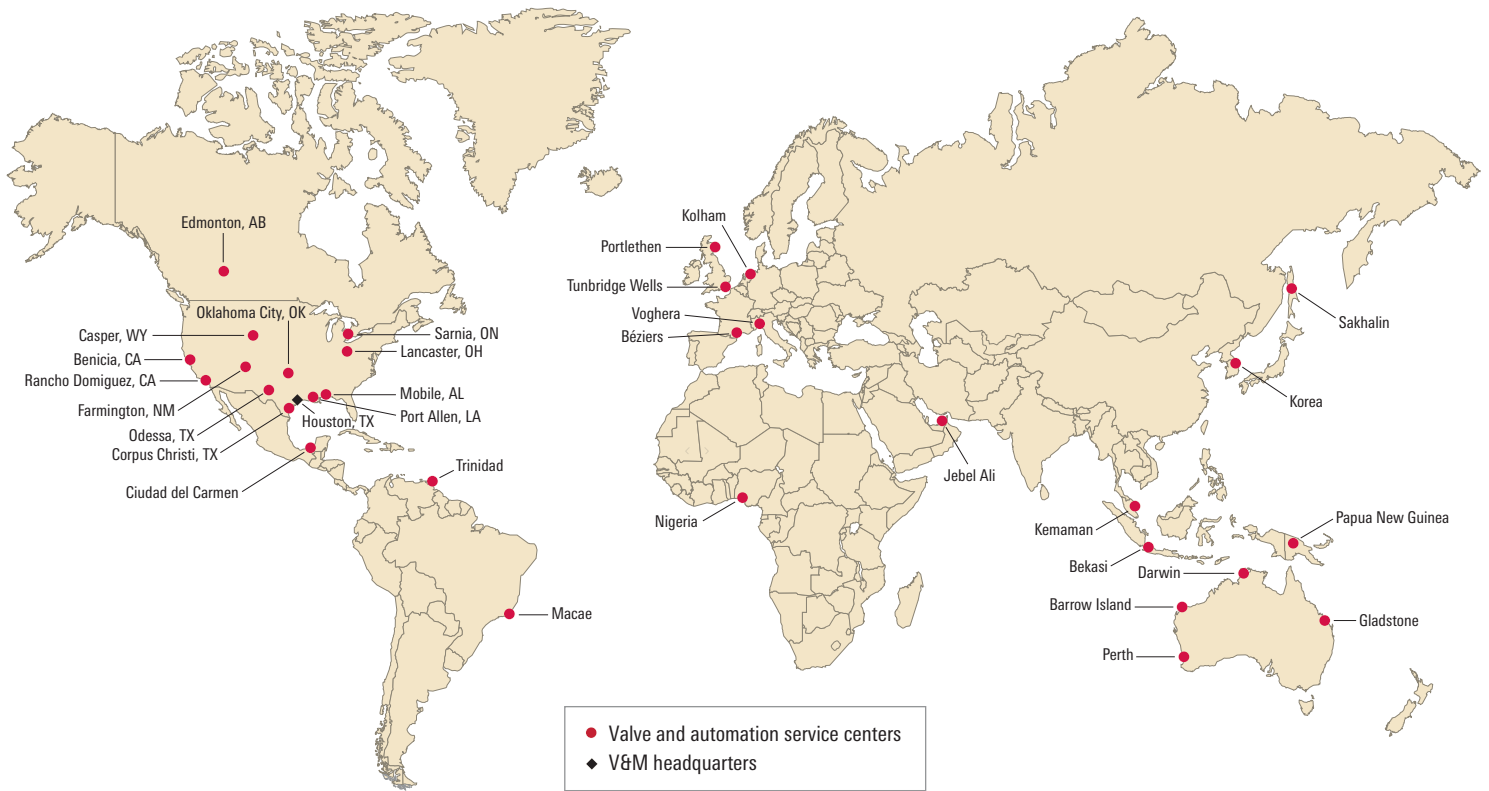 Edmonton, AB
Oklahoma City, OK
Casper, WY
Benicia, CA
Rancho Domiguez, CA
Farmington, NM
Odessa, TX
Corpus Christi, TX
Ciudad del Carmen
Sarnia, ON
Lancaster, OH
Mobile, AL
Port Allen, LA
Houston, TX
Trinidad
Macae
Kolham
Portlethen
Tunbridge Wells
Voghera
Béziers
Nigeria
Jebel Ali
Sakhalin
Korea
Kemaman
Bekasi
Papua New Guinea
Darwin
Barrow Island
Gladstone
Perth
Valve and automation service centers
V&M headquarters